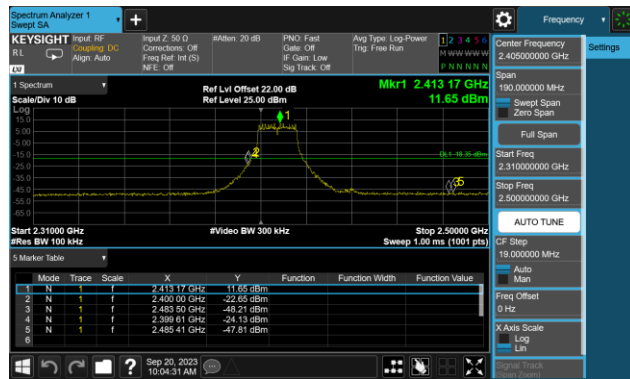 Spectrum Analyzer 1
Swept SA
+
Frequency
KEYSIGHT
RL
LXI
Input: RF
Coupling: DC
Align: Auto
Input Z: 50 Ω
Corrections: Off
Freq Ref: Int (S)
NFE: Off
#Atten: 20 dB
PNO: Fast
Gate: Off
IF Gain: Low
Sig Track: Off
Avg Type: Log-Power
Trig: Free Run
1 2 3 4 5 6
M W W W W W
P N N N N N
1 Spectrum
Scale/Div 10 dB
Log
Ref Lvl Offset 22.00 dB
Ref Level 25.00 dBm
Mkr1 2.413 17 GHz
11.65 dBm
15.0
5.00
-5.00
-15.0
-25.0
-35.0
-45.0
-55.0
-65.0
1
DL1 -18.35 dBm
Start 2.31000 GHz
#Res BW 100 kHz
#Video BW 300 kHz
Stop 2.50000 GHz
Sweep 1.00 ms (1001 pts)
5 Marker Table
Mode Trace Scale X Y Function Function Width Function Value
1 N 1 f 2.413 17 GHz 11.65 dBm
2 N 1 f 2.400 00 GHz -22.65 dBm
3 N 1 f 2.483 50 GHz -48.21 dBm
4 N 1 f 2.399 61 GHz -24.13 dBm
5 N 1 f 2.485 41 GHz -47.81 dBm
6
?
Sep 20, 2023
10:04:31 AM
Center Frequency
2.405000000 GHz
Settings
Span
190.000000 MHz
Swept Span
Zero Span
Full Span
Start Freq
2.310000000 GHz
Stop Freq
2.500000000 GHz
AUTO TUNE
CF Step
19.000000 MHz
Auto
Man
Freq Offset
0 Hz
X Axis Scale
Log
Lin
Signal Track
(Span Zoom)